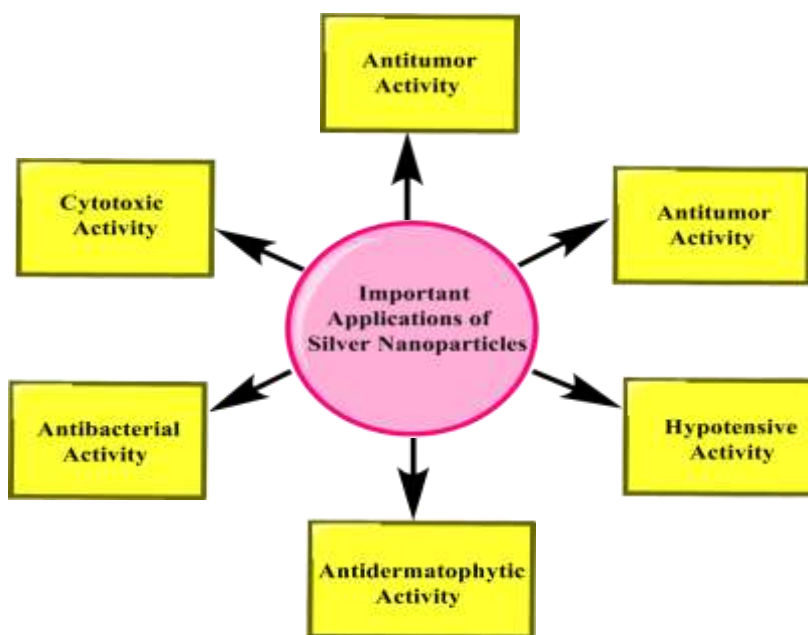 Antitumor
Activity
Cytotoxic
Activity
Antitumor
Activity
Important
Applications of
Silver Nanoparticles
Antibacterial
Activity
Hypotensive
Activity
Antidermatophytic
Activity